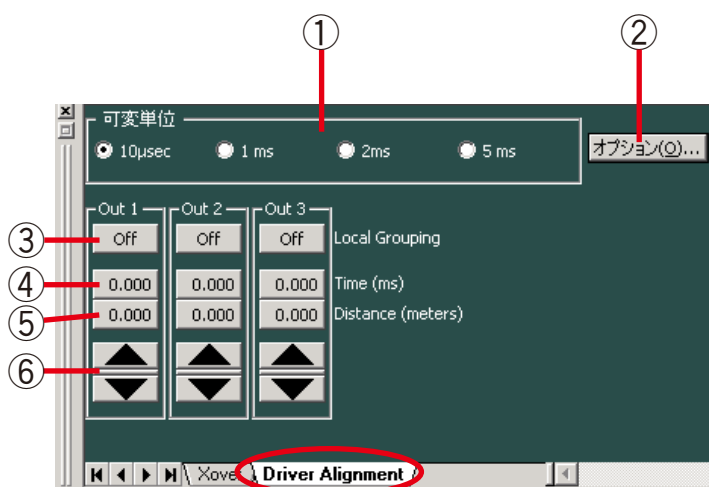 ① ②
可変単位
10μsec 1 ms 2ms 5 ms
オプション(O)...
Out 1 Out 2 Out 3
③ Off Off Off Local Grouping
④ 0.000 0.000 0.000 Time (ms)
⑤ 0.000 0.000 0.000 Distance (meters)
⑥
Xove Driver Alignment